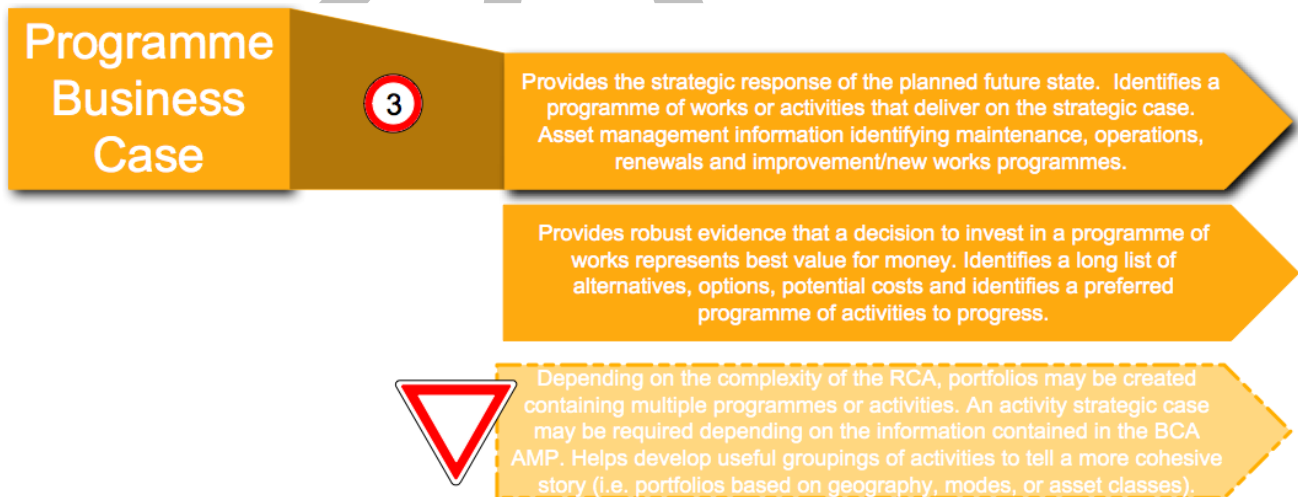 Programme
Business
Case
3
Provides the strategic response of the planned future state. Identifies a
programme of works or activities that deliver on the strategic case.
Asset management information identifying maintenance, operations,
renewals and improvement/new works programmes.
Provides robust evidence that a decision to invest in a programme of
works represents best value for money. Identifies a long list of
alternatives, options, potential costs and identifies a preferred
programme of activities to progress.
Depending on the complexity of the RCA, portfolios may be created
containing multiple programmes or activities. An activity strategic case
may be required depending on the information contained in the BCA
AMP. Helps develop useful groupings of activities to tell a more cohesive
story (i.e. portfolios based on geography, modes, or asset classes).